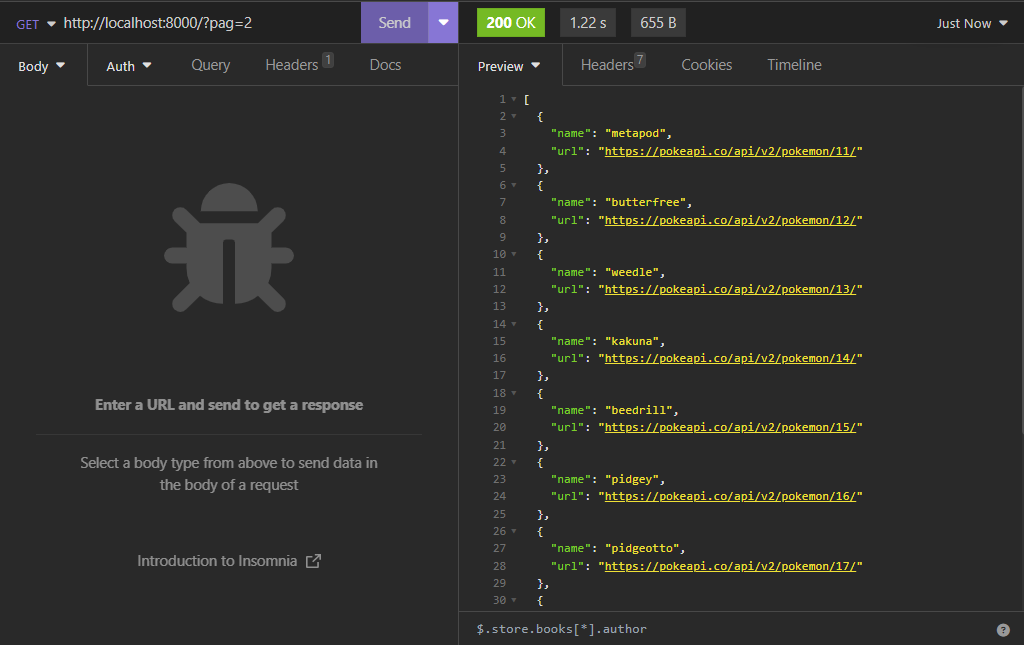 GET http://localhost:8000/?pag=2 Send 200 OK 1.22 s 655 B Just Now
Body Auth Query Headers 1 Docs Preview Headers 7 Cookies Timeline
Enter a URL and send to get a response
Select a body type from above to send data in
the body of a request
Introduction to Insomnia
1 [
2 {
3 "name": "metapod",
4 "url": "https://pokeapi.co/api/v2/pokemon/11/"
5 },
6 {
7 "name": "butterfree",
8 "url": "https://pokeapi.co/api/v2/pokemon/12/"
9 },
10 {
11 "name": "weedle",
12 "url": "https://pokeapi.co/api/v2/pokemon/13/"
13 },
14 {
15 "name": "kakuna",
16 "url": "https://pokeapi.co/api/v2/pokemon/14/"
17 },
18 {
19 "name": "beedrill",
20 "url": "https://pokeapi.co/api/v2/pokemon/15/"
21 },
22 {
23 "name": "pidgey",
24 "url": "https://pokeapi.co/api/v2/pokemon/16/"
25 },
26 {
27 "name": "pidgeotto",
28 "url": "https://pokeapi.co/api/v2/pokemon/17/"
29 },
30 {
$.store.books[*].author ?